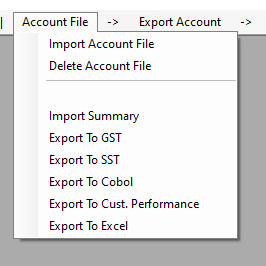 | Account File -> Export Account ->
Import Account File
Delete Account File
Import Summary
Export To GST
Export To SST
Export To Cobol
Export To Cust. Performance
Export To Excel